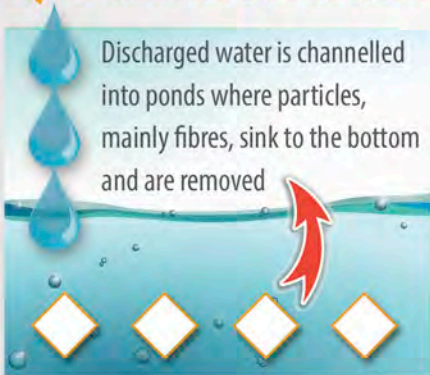 Discharged water is channelled
into ponds where particles,
mainly fibres, sink to the bottom
and are removed